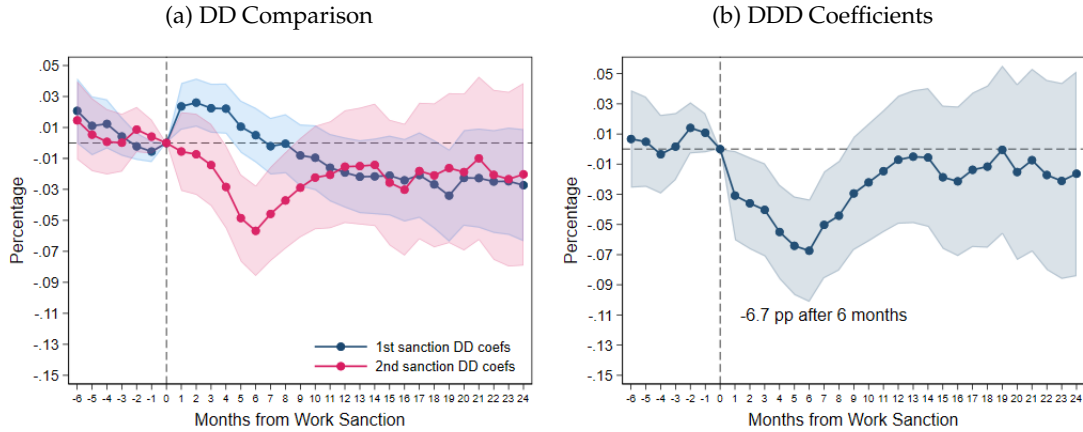 (a) DD Comparison
.05
.03
.01
-.01
-.03
-.05
-.07
-.09
-.11
-.13
-.15
Percentage
1st sanction DD coefs
2nd sanction DD coefs
-6 -5 -4 -3 -2 -1 0 1 2 3 4 5 6 7 8 9 10 11 12 13 14 15 16 17 18 19 20 21 22 23 24
Months from Work Sanction
(b) DDD Coefficients
.05
.03
.01
-.01
-.03
-.05
-.07
-.09
-.11
-.13
-.15
Percentage
-6.7 pp after 6 months
-6 -5 -4 -3 -2 -1 0 1 2 3 4 5 6 7 8 9 10 11 12 13 14 15 16 17 18 19 20 21 22 23 24
Months from Work Sanction